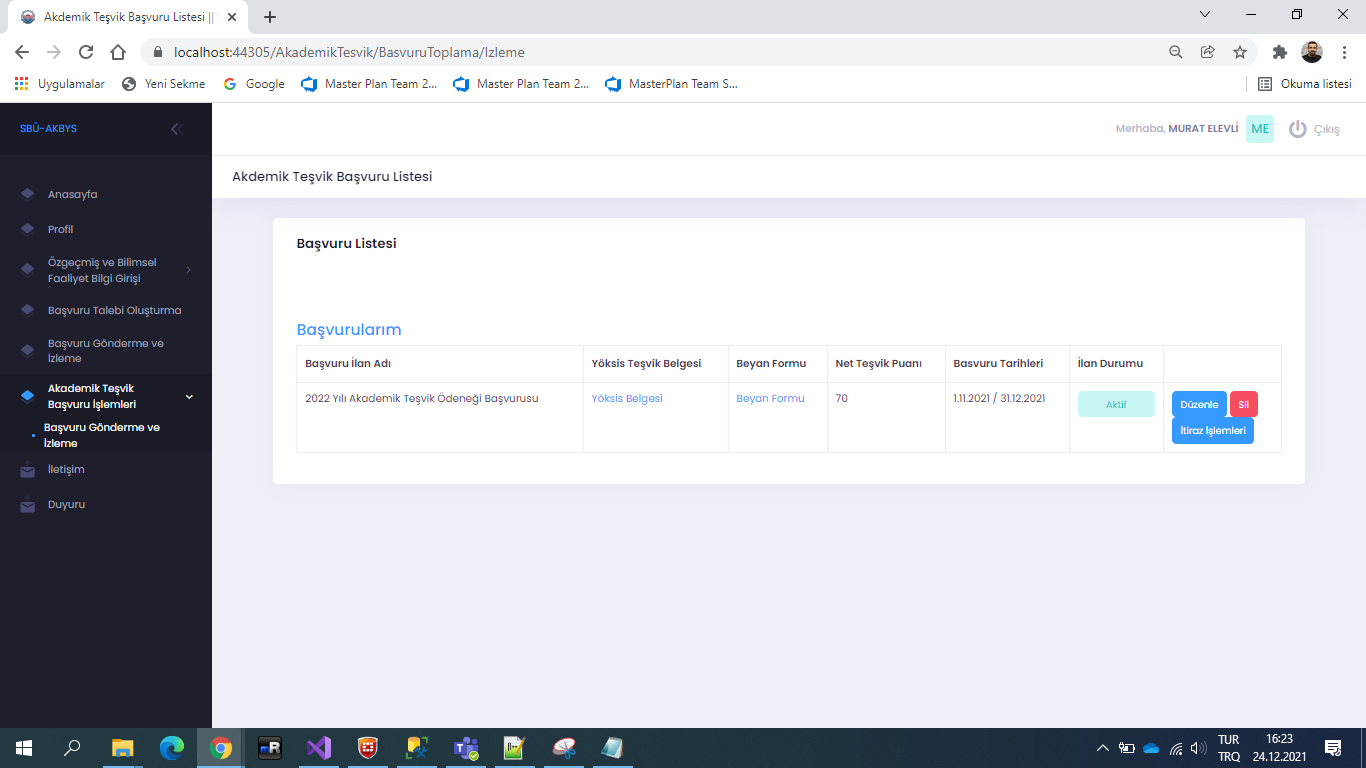 Akdemik Teşvik Başvuru Listesi ||
localhost:44305/AkademikTesvik/BasvuruToplama/Izleme
Uygulamalar
Yeni Sekme
Google
Master Plan Team 2...
Master Plan Team 2...
MasterPlan Team S...
Okuma listesi
SBÜ-AKBYS
Merhaba, MURAT ELEVLİ ME Çıkış
Akdemik Teşvik Başvuru Listesi
Anasayfa
Profil
Özgeçmiş ve Bilimsel
Faaliyet Bilgi Girişi
Başvuru Talebi Oluşturma
Başvuru Gönderme ve
İzleme
Akademik Teşvik
Başvuru İşlemleri
Başvuru Gönderme ve
İzleme
İletişim
Duyuru
Başvuru Listesi
Başvurularım
Başvuru İlan Adı
Yöksis Teşvik Belgesi
Beyan Formu
Net Teşvik Puanı
Basvuru Tarihleri
İlan Durumu
2022 Yılı Akademik Teşvik Ödeneği Başvurusu
Yöksis Belgesi
Beyan Formu
70
1.11.2021 / 31.12.2021
Aktif
Düzenle
Sil
İtiraz İşlemleri
TUR
TRQ
16:23
24.12.2021